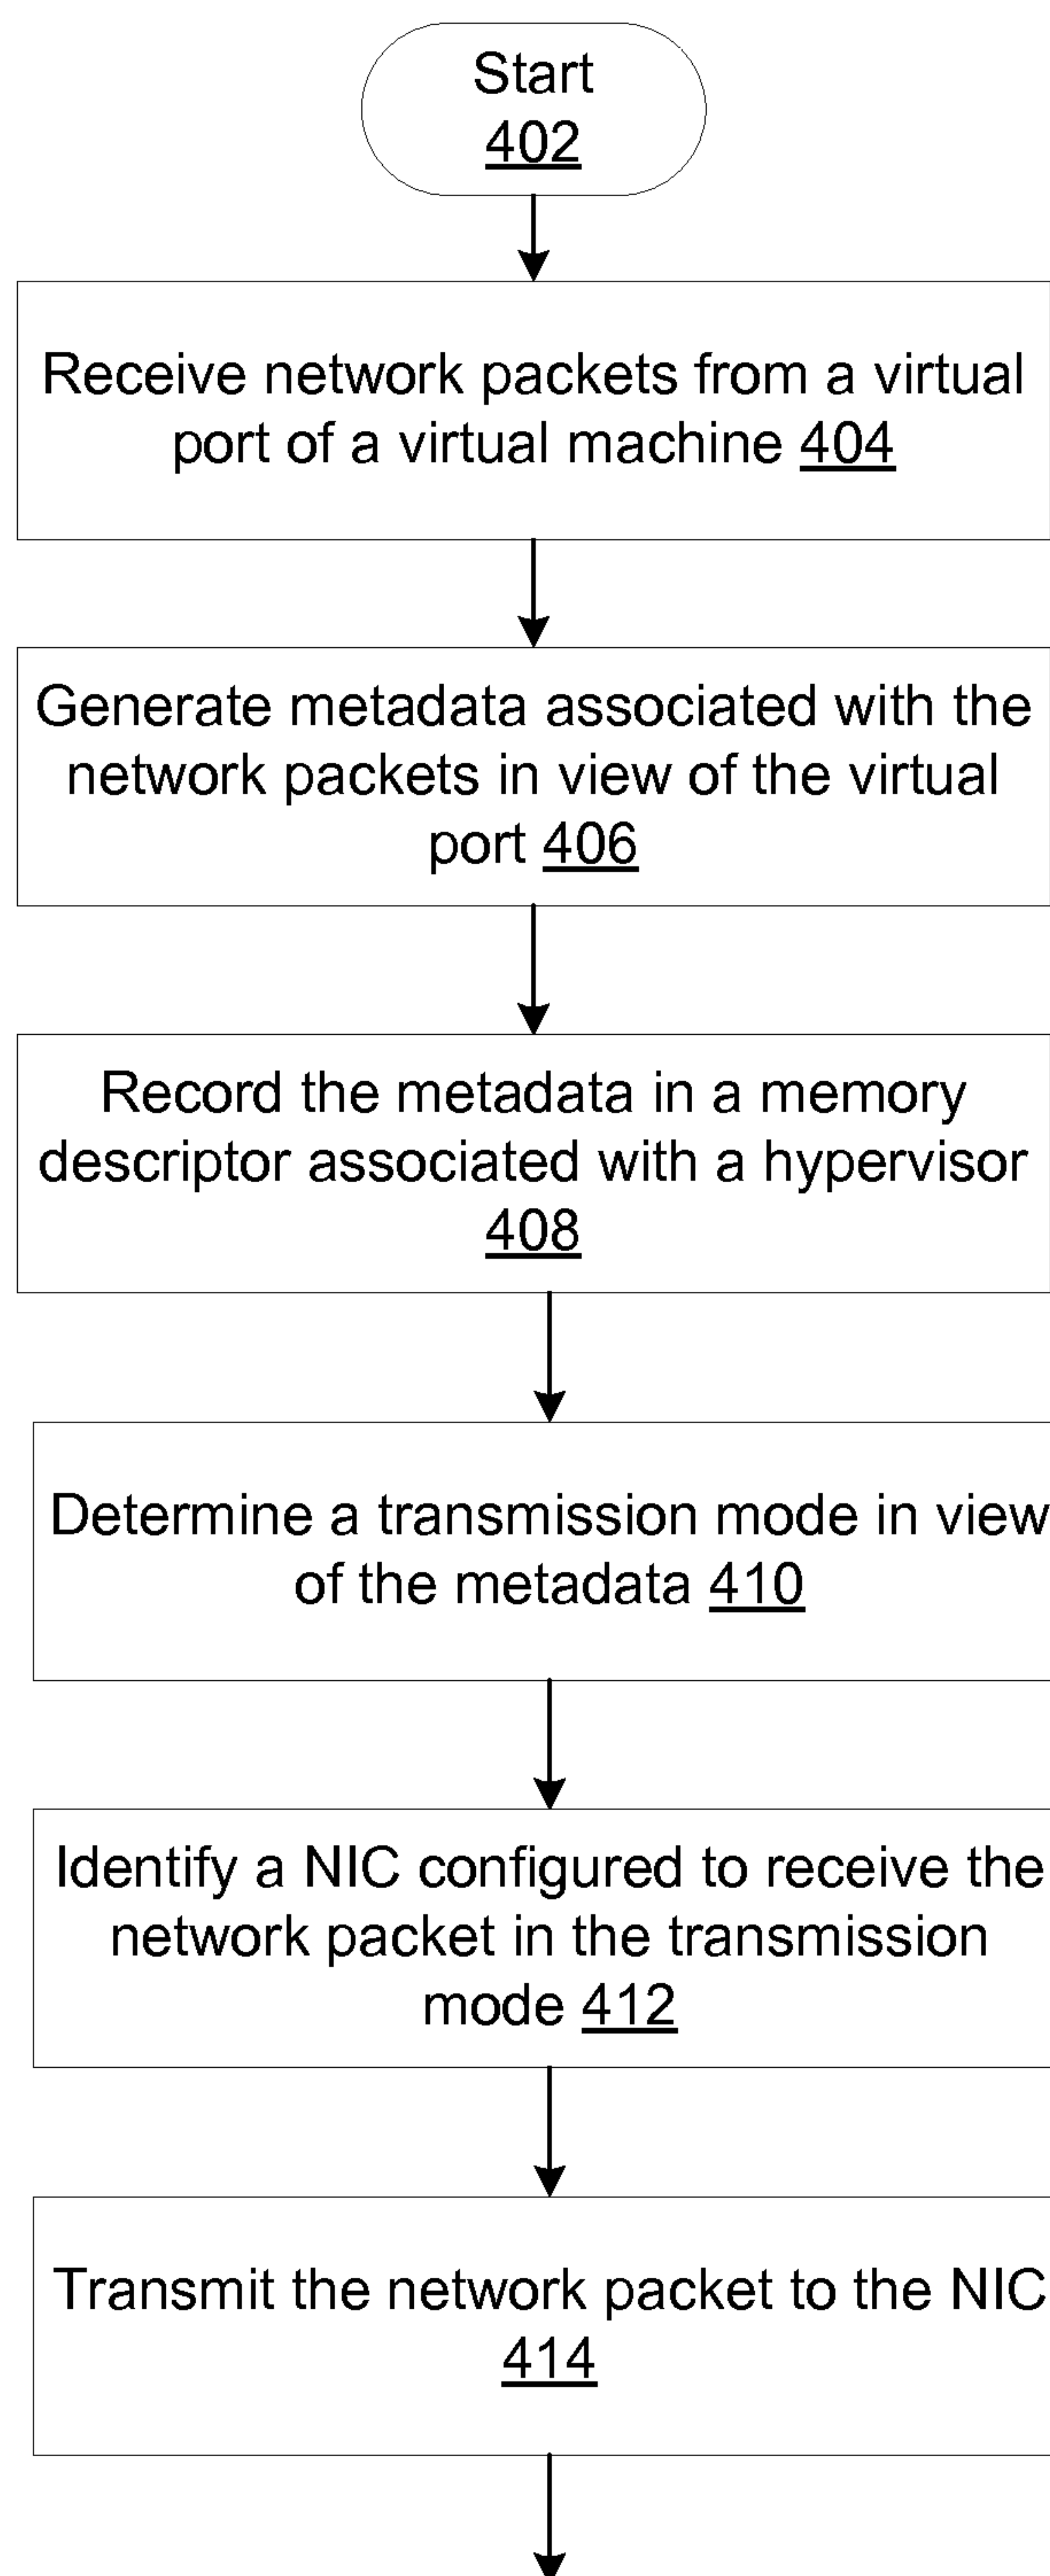 Start
402
Receive network packets from a virtual
port of a virtual machine 404
Generate metadata associated with the
network packets in view of the virtual
port 406
Record the metadata in a memory
descriptor associated with a hypervisor
408
Determine a transmission mode in view
of the metadata 410
Identify a NIC configured to receive the
network packet in the transmission
mode 412
Transmit the network packet to the NIC
414